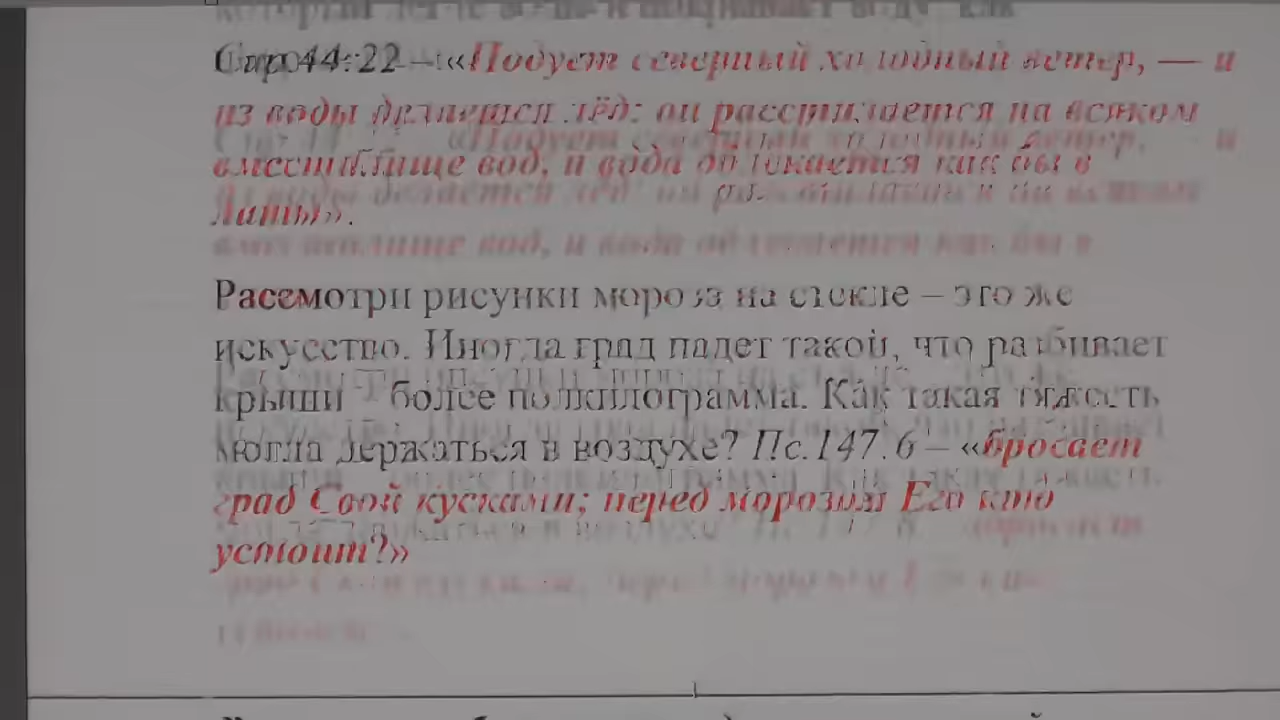 Сир.44:22 – «Подует северный холодный ветер, — и
из воды делается лёд: он расстилается на всяком
вместилище вод, и вода облекается как бы в
латы».
Рассмотри рисунки мороза на стекле – это же
искусство. Иногда град падет такой, что разбивает
крыши – более полкилограмма. Как такая тяжесть
могла держаться в воздухе? Пс.147:6 – «бросает
град Свой кусками; перед морозом Его кто
устоит?»